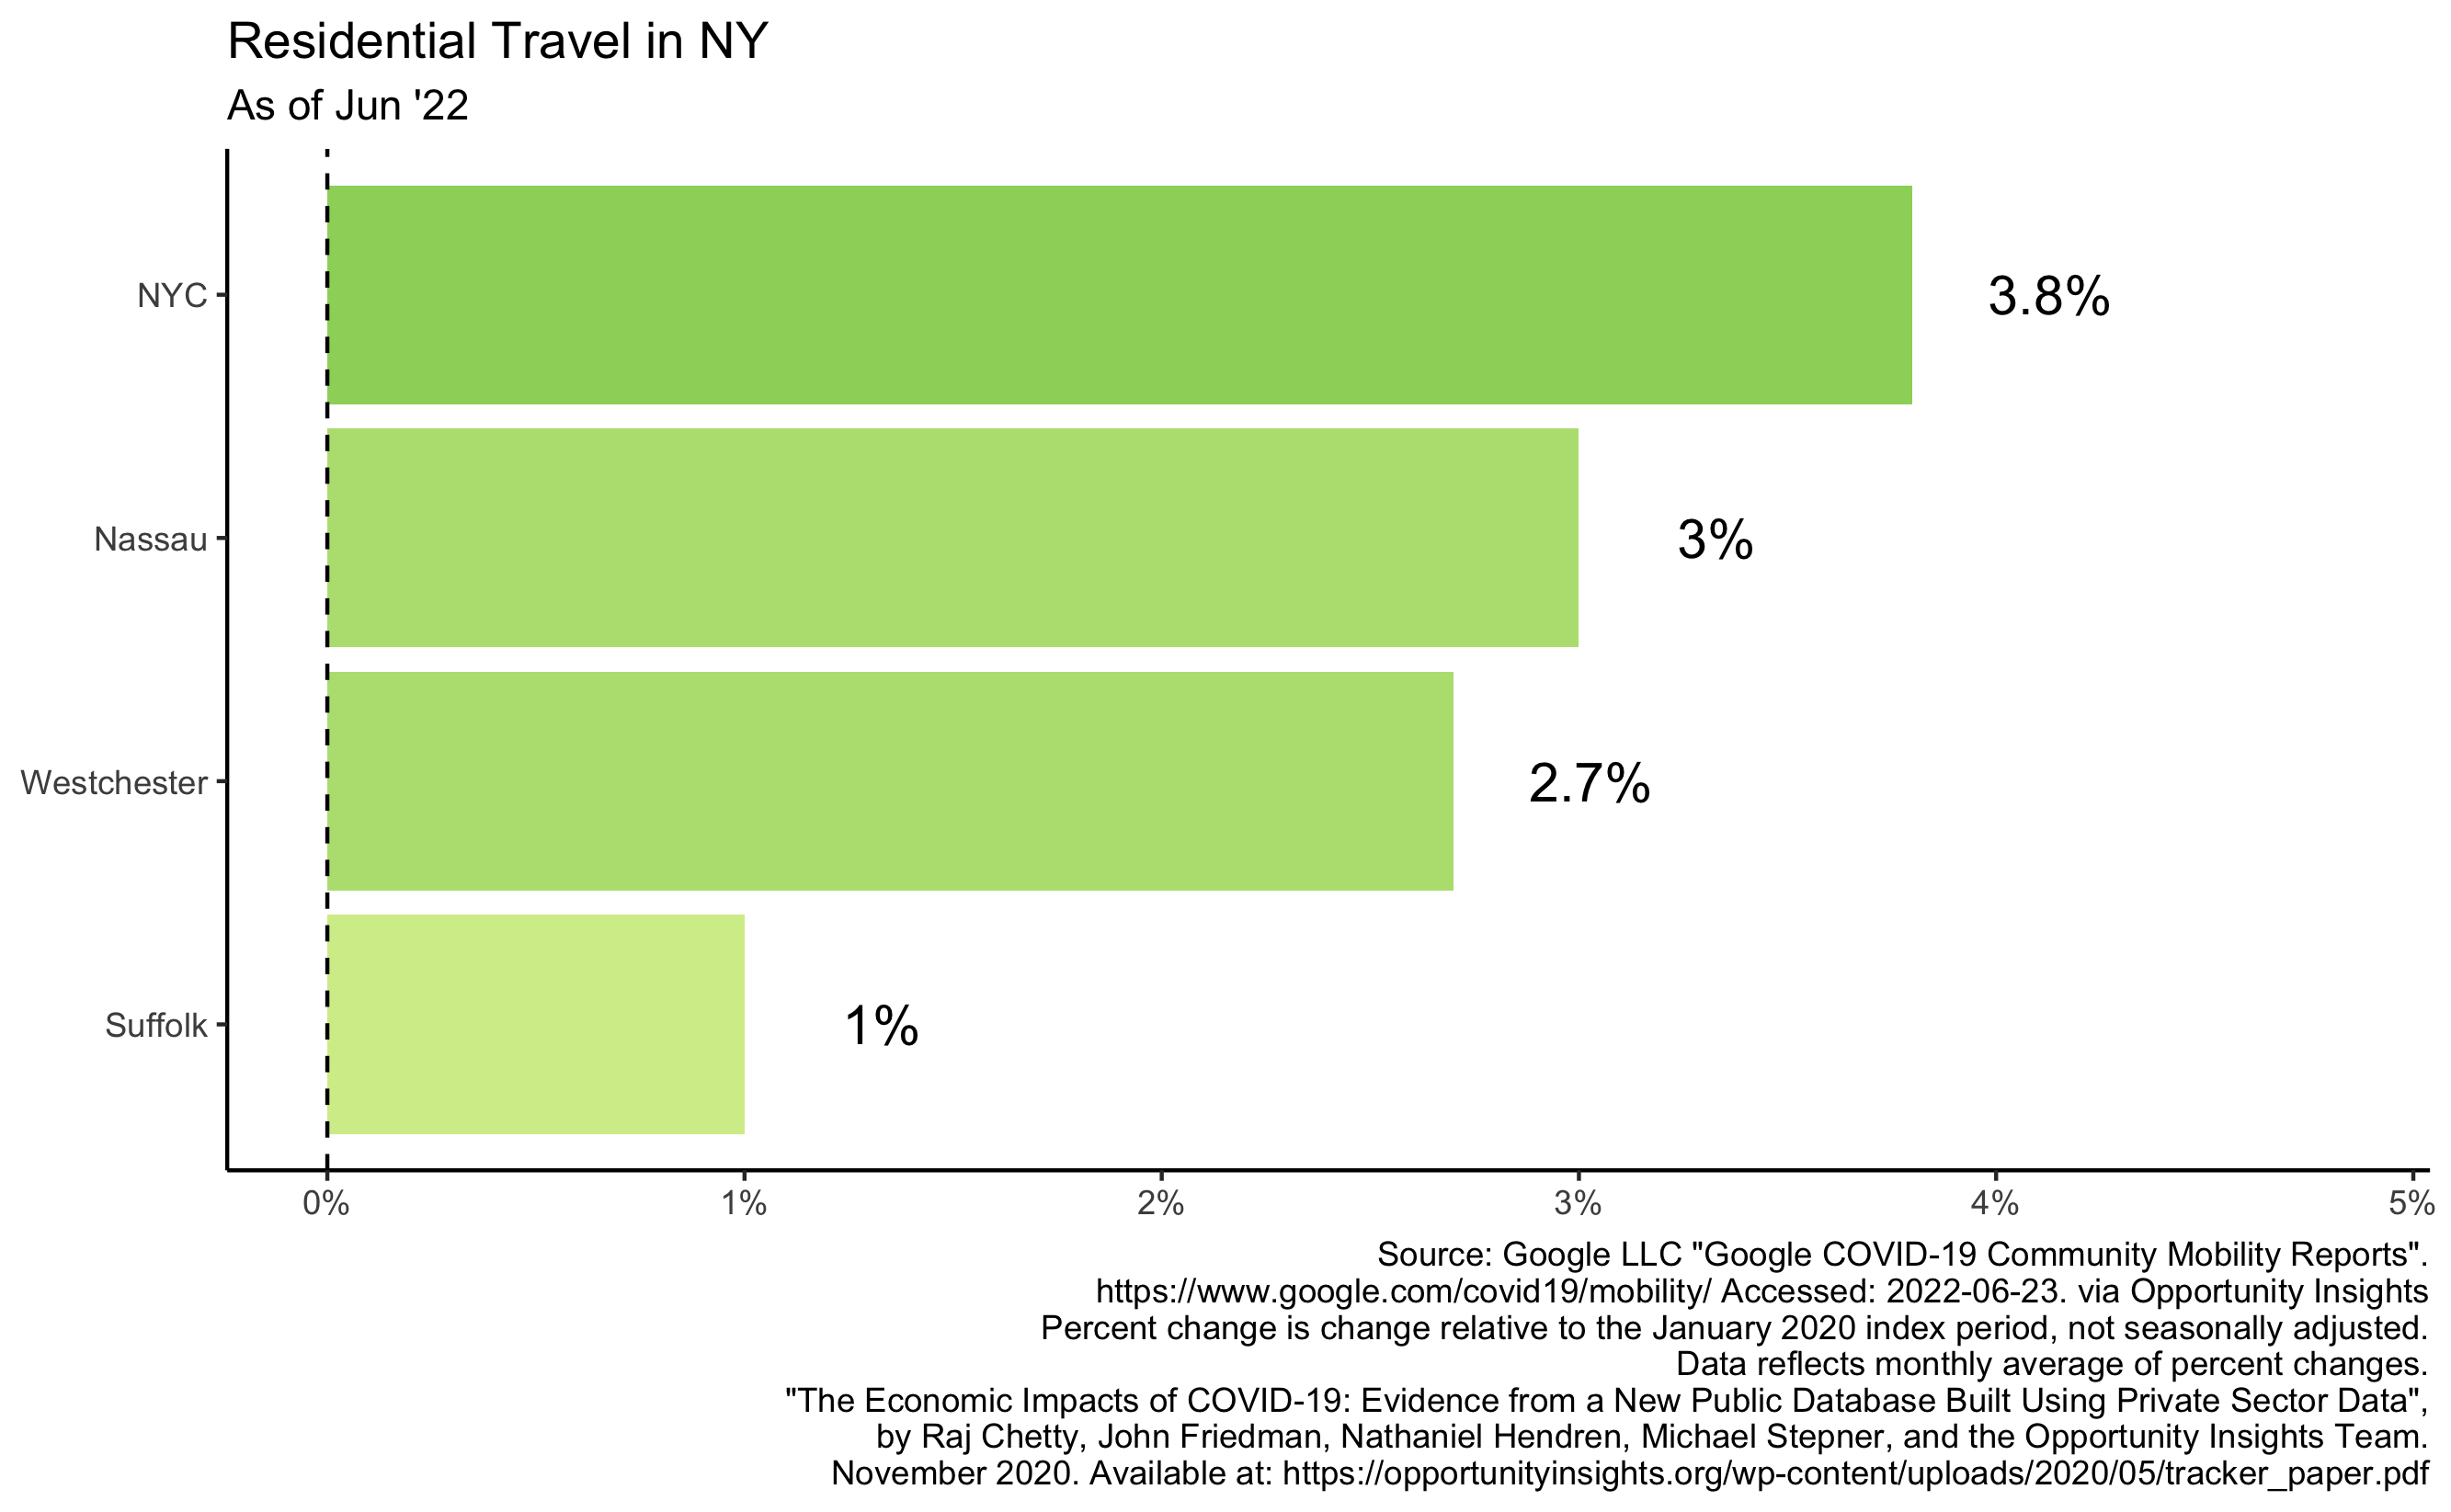 Residential Travel in NY
As of Jun '22
NYC
3.8%
Nassau
3%
Westchester
2.7%
Suffolk
1%
0% 1% 2% 3% 4% 5%
Source: Google LLC "Google COVID-19 Community Mobility Reports".
https://www.google.com/covid19/mobility/ Accessed: 2022-06-23. via Opportunity Insights
Percent change is change relative to the January 2020 index period, not seasonally adjusted.
Data reflects monthly average of percent changes.
"The Economic Impacts of COVID-19: Evidence from a New Public Database Built Using Private Sector Data",
by Raj Chetty, John Friedman, Nathaniel Hendren, Michael Stepner, and the Opportunity Insights Team.
November 2020. Available at: https://opportunityinsights.org/wp-content/uploads/2020/05/tracker_paper.pdf